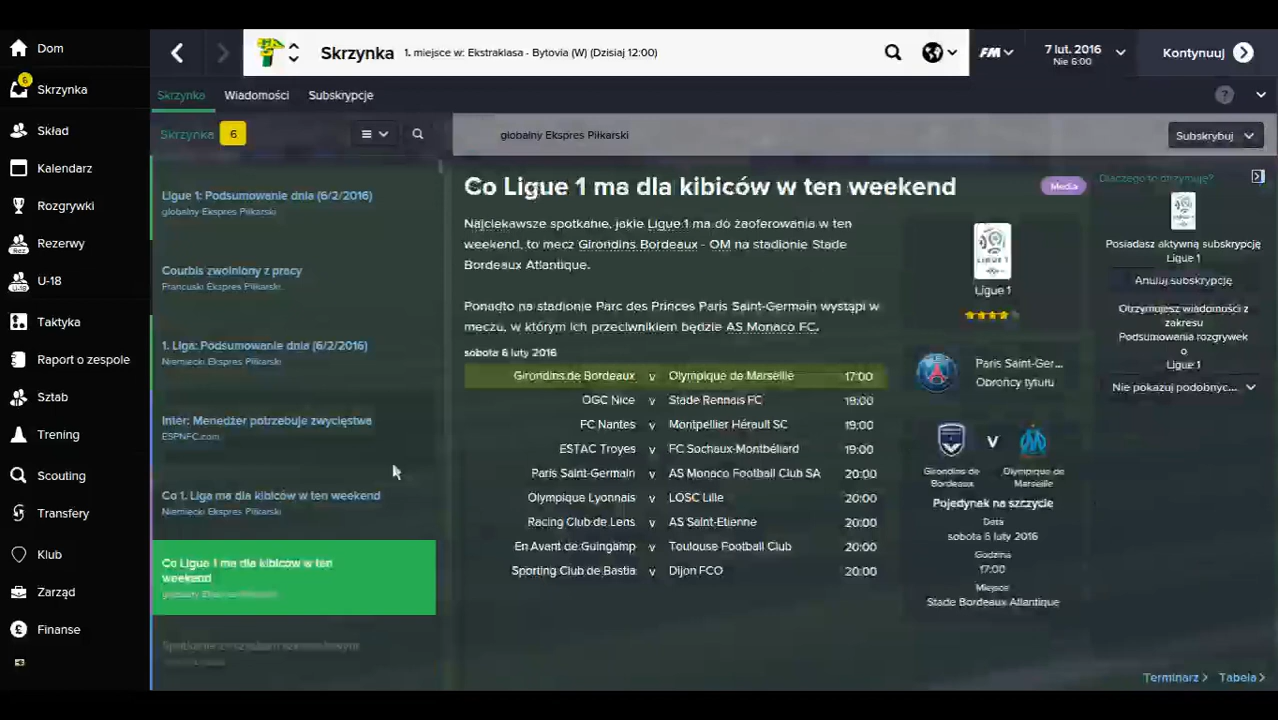 Dom
Skrzynka
1. miejsce w: Ekstraklasa - Bytovia (W) (Dzisiaj 12:00)
FM
7 lut. 2016
Nie 6:00
Kontynuuj
6
Skrzynka
Skład
Kalendarz
Rozgrywki
Rezerwy
Rez
U-18
U-18
Taktyka
Raport o zespole
Sztab
Trening
Scouting
Transfery
Klub
Zarząd
Finanse
Skrzynka
Wiadomości
Subskrypcje
?
Skrzynka
6
globalny Ekspres Piłkarski
Subskrybuj
Ligue 1: Podsumowanie dnia (6/2/2016)
globalny Ekspres Piłkarski
Courbis zwolniony z pracy
Francuski Ekspres Piłkarski
1. Liga: Podsumowanie dnia (6/2/2016)
Niemiecki Ekspres Piłkarski
Inter: Menedżer potrzebuje zwycięstwa
ESPNFC.com
Co 1. Liga ma dla kibiców w ten weekend
Niemiecki Ekspres Piłkarski
Co Ligue 1 ma dla kibiców w ten
weekend
Co Ligue 1 ma dla kibiców w ten weekend
Media
Najciekawsze spotkanie, jakie Ligue 1 ma do zaoferowania w ten
weekend, to mecz Girondins Bordeaux - OM na stadionie Stade
Bordeaux Atlantique.
Ponadto na stadionie Parc des Princes Paris Saint-Germain wystąpi w
meczu, w którym ich przeciwnikiem będzie AS Monaco FC.
sobota 6 luty 2016
Girondins de Bordeaux v Olympique de Marseille 17:00
OGC Nice v Stade Rennais FC 19:00
FC Nantes v Montpellier Hérault SC 19:00
ESTAC Troyes v FC Sochaux-Montbéliard 19:00
Paris Saint-Germain v AS Monaco Football Club SA 20:00
Olympique Lyonnais v LOSC Lille 20:00
Racing Club de Lens v AS Saint-Etienne 20:00
En Avant de Guingamp v Toulouse Football Club 20:00
Sporting Club de Bastia v Dijon FCO 20:00
LIGUE 1
Ligue 1
Paris Saint-Ger...
Obrońcy tytułu
V
Girondins de
Bordeaux
Olympique de
Marseille
Pojedynek na szczycie
Data
sobota 6 luty 2016
Godzina
17:00
Miejsce
Stade Bordeaux Atlantique
Dlaczego to otrzymuję?
Posiadasz aktywną subskrypcję
Ligue 1
Anuluj subskrypcję
Otrzymujesz wiadomości z
zakresu
Podsumowania rozgrywek
o
Ligue 1
Nie pokazuj podobnyc...
Terminarz
Tabela